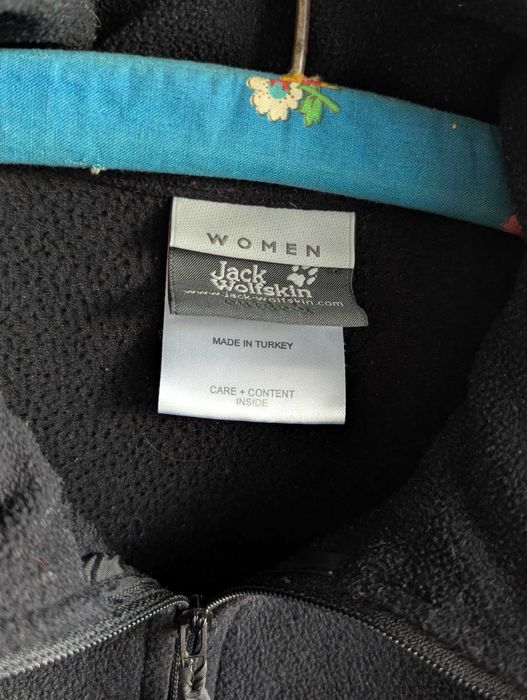 WOMEN
Jack
Wolfskin
www.jack-wolfskin.com
MADE IN TURKEY
CARE + CONTENT
INSIDE